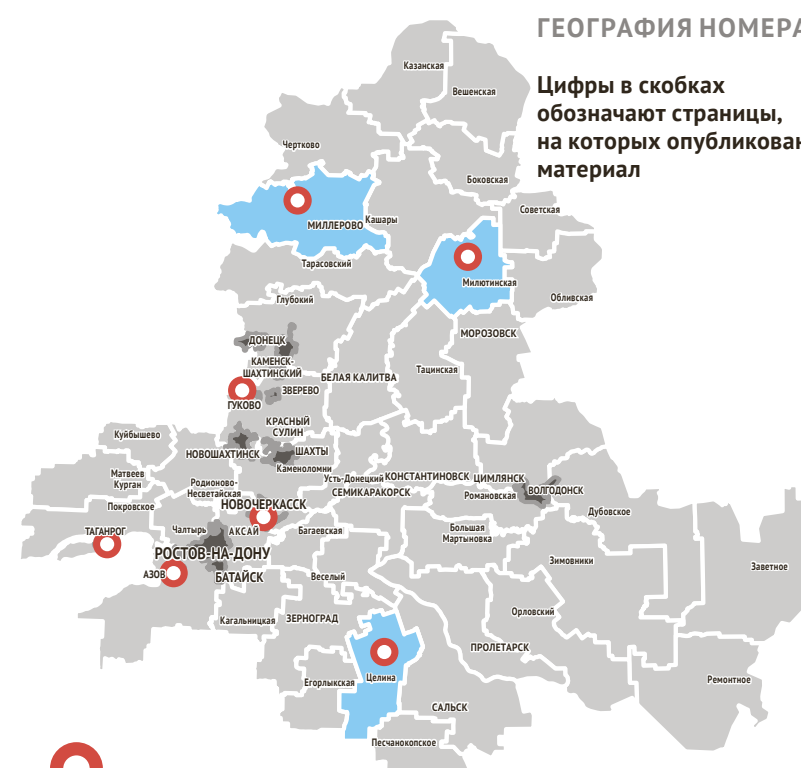 ГЕОГРАФИЯ НОМЕРА
Цифры в скобках
обозначают страницы,
на которых опубликован
материал
Казанская
Вешенская
Чертково
Боковская
Советская
Кашары
МИЛЛЕРОВО
Тарасовский
Милютинская
Обливская
Глубокий
МОРОЗОВСК
ДОНЕЦК
КАМЕНСК-
ШАХТИНСКИЙ
Тацинская
БЕЛАЯ КАЛИТВА
ЗВЕРЕВО
ГУКОВО
КРАСНЫЙ
СУЛИН
Куйбышево
НОВОШАХТИНСК
ШАХТЫ
Каменоломни
Матвеев
Курган
Родионово-
Несветайская
Усть-Донецкий
КОНСТАНТИНОВСК
ЦИМЛЯНСК
СЕМИКАРАКОРСК
Романовская
ВОЛГОДОНСК
Покровское
НОВОЧЕРКАССК
Дубовское
ТАГАНРОГ
Чалтырь
АКСАЙ
Багаевская
Большая
Мартыновка
РОСТОВ-НА-ДОНУ
Зимовники
Заветное
АЗОВ
БАТАЙСК
Веселый
Кагальницкая
ЗЕРНОГРАД
Орловский
ПРОЛЕТАРСК
Егорлыкская
Целина
Ремонтное
САЛЬСК
Песчанокопское